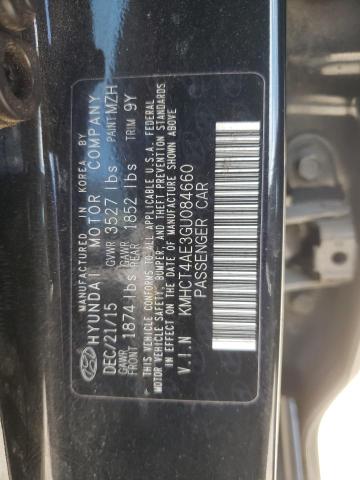 MANUFACTURED IN KOREA BY
HYUNDAI MOTOR COMPANY
DEC/21/15 GVWR 3527 lbs PAINT MZH
GAWR FRONT 1874 lbs GAWR REAR 1852 lbs TRIM 9Y
THIS VEHICLE CONFORMS TO ALL APPLICABLE U.S.A. FEDERAL
MOTOR VEHICLE SAFETY, BUMPER, AND THEFT PREVENTION STANDARDS
IN EFFECT ON THE DATE OF MANUFACTURE SHOWN ABOVE
V.I.N KMHCT4AE3GU084660
PASSENGER CAR